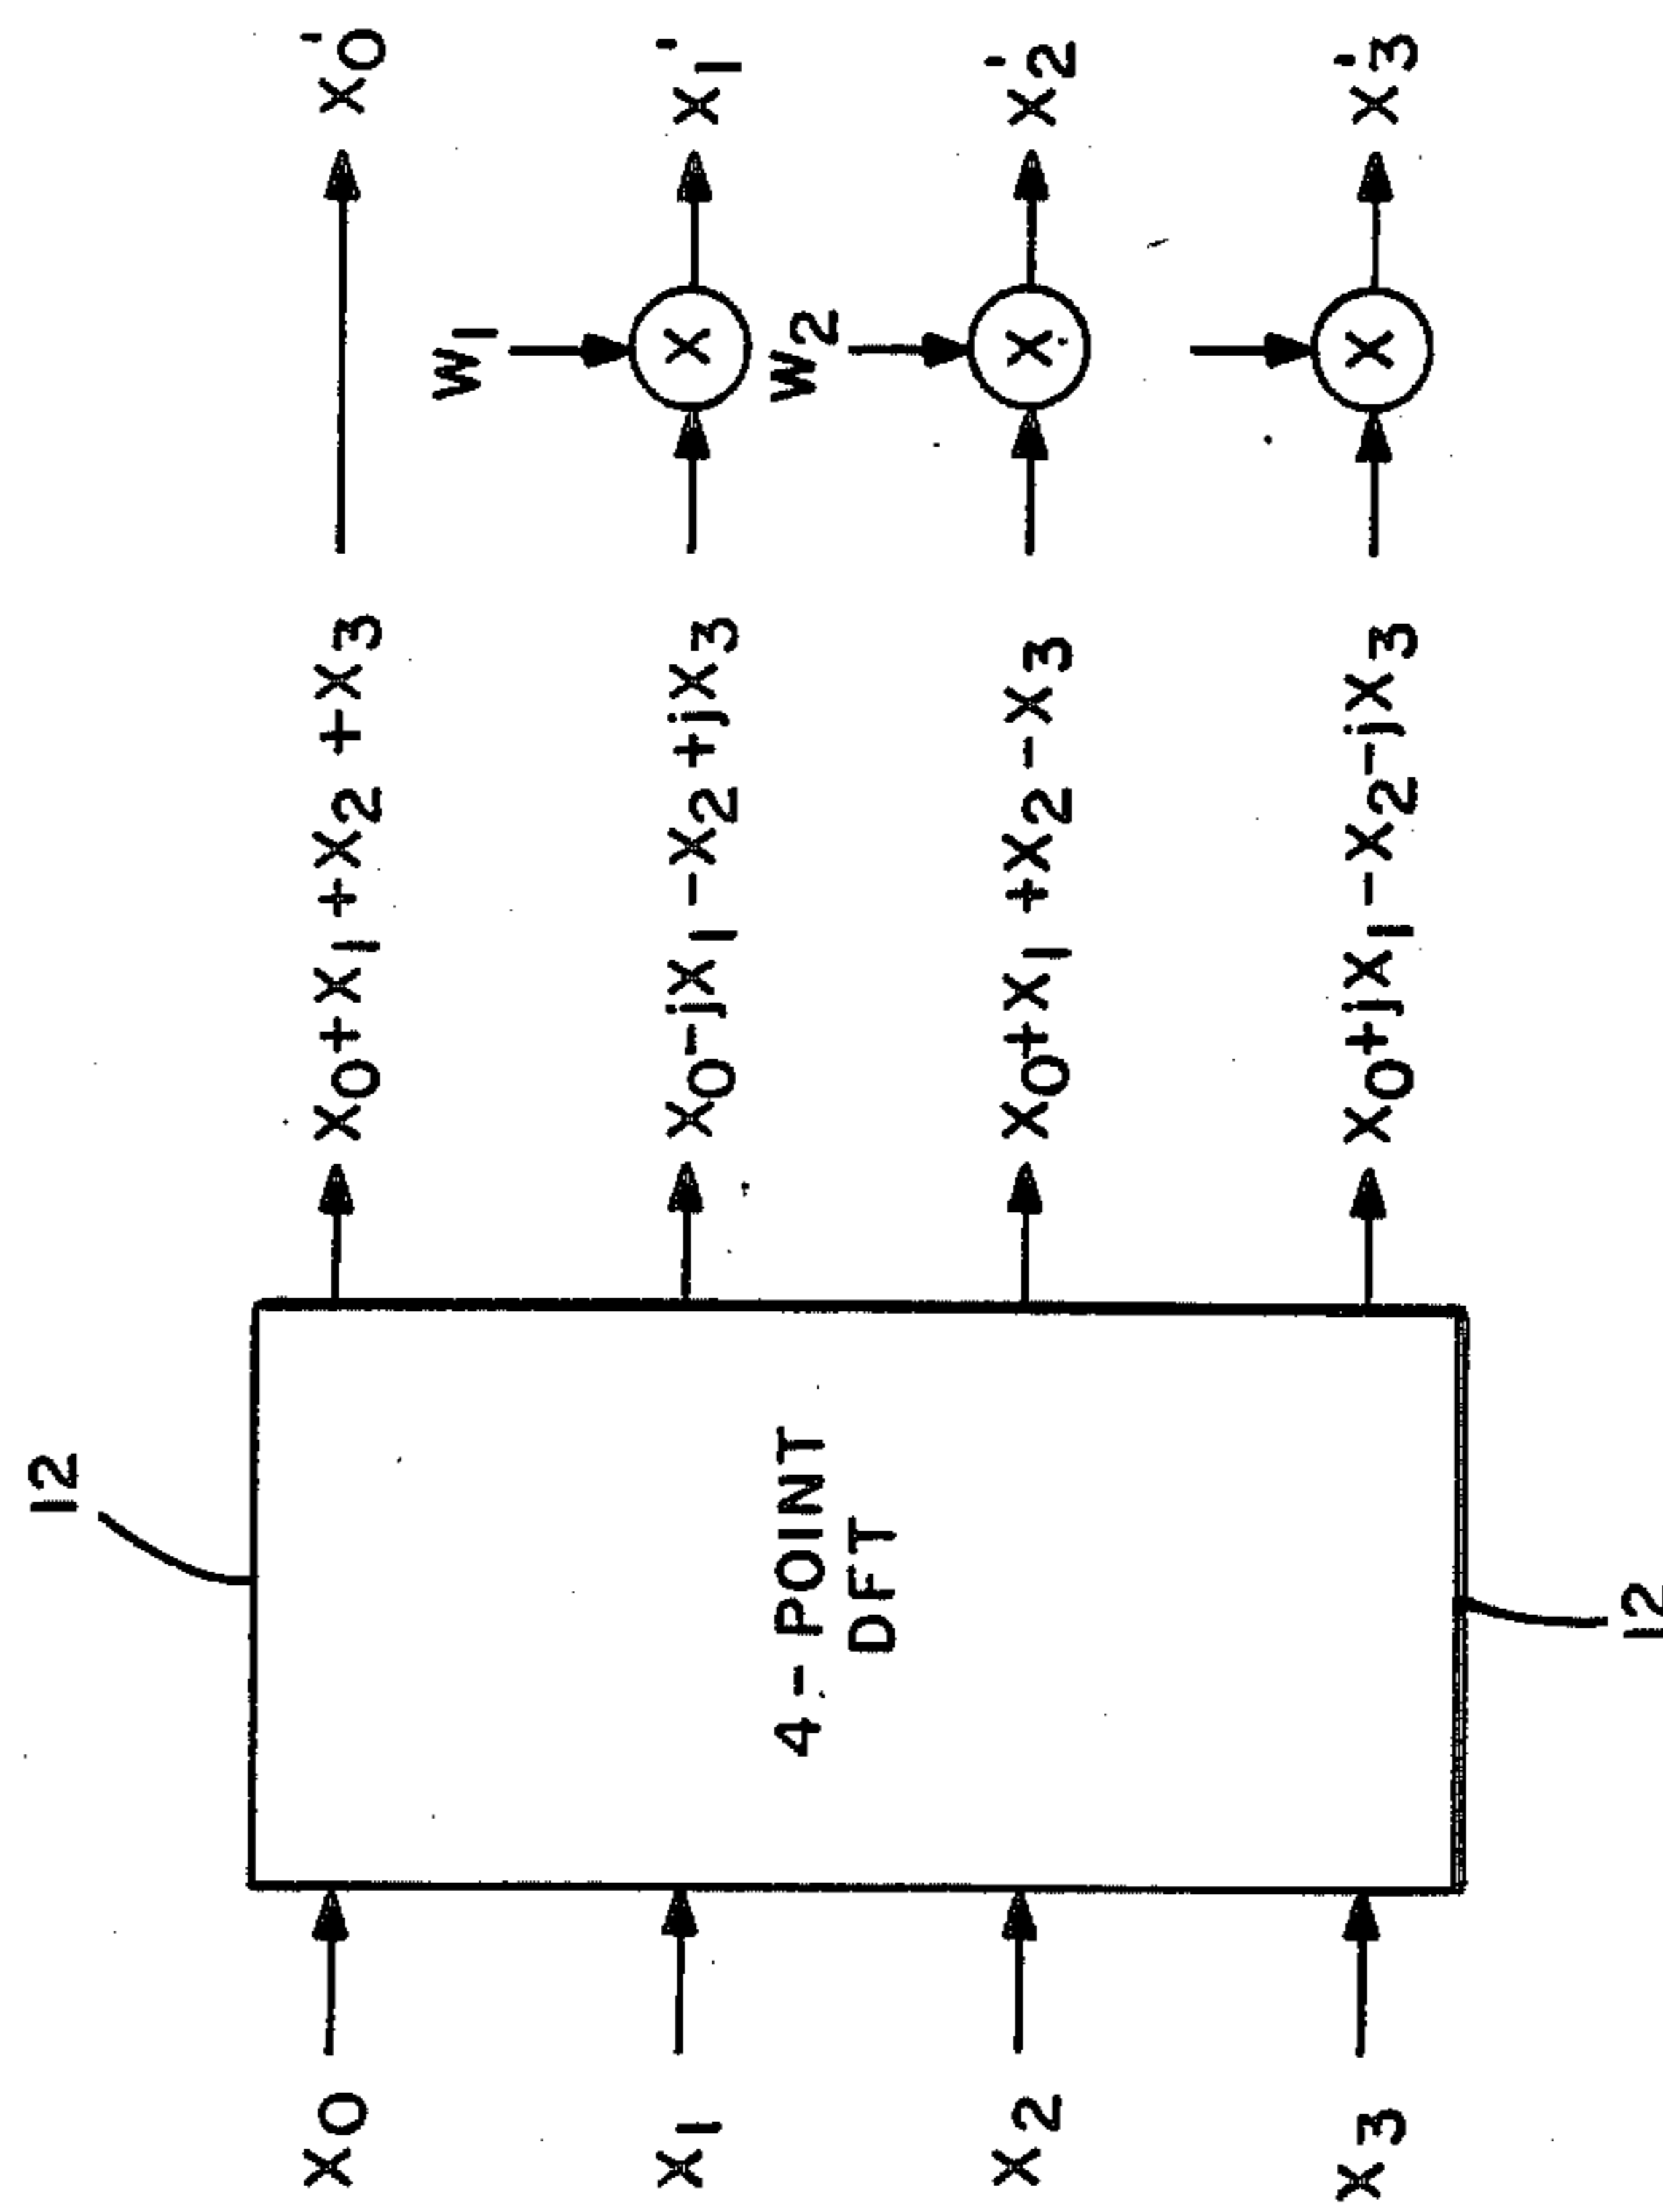 12
X0
X0+X1+X2+X3
X0'
X1
X0-jX1-X2+jX3
W1
X
X1'
4-POINT
DFT
X2
X0+X1+X2-X3
W2
X
X2'
X3
X0+jX1-X2-jX3
X
X3'
12